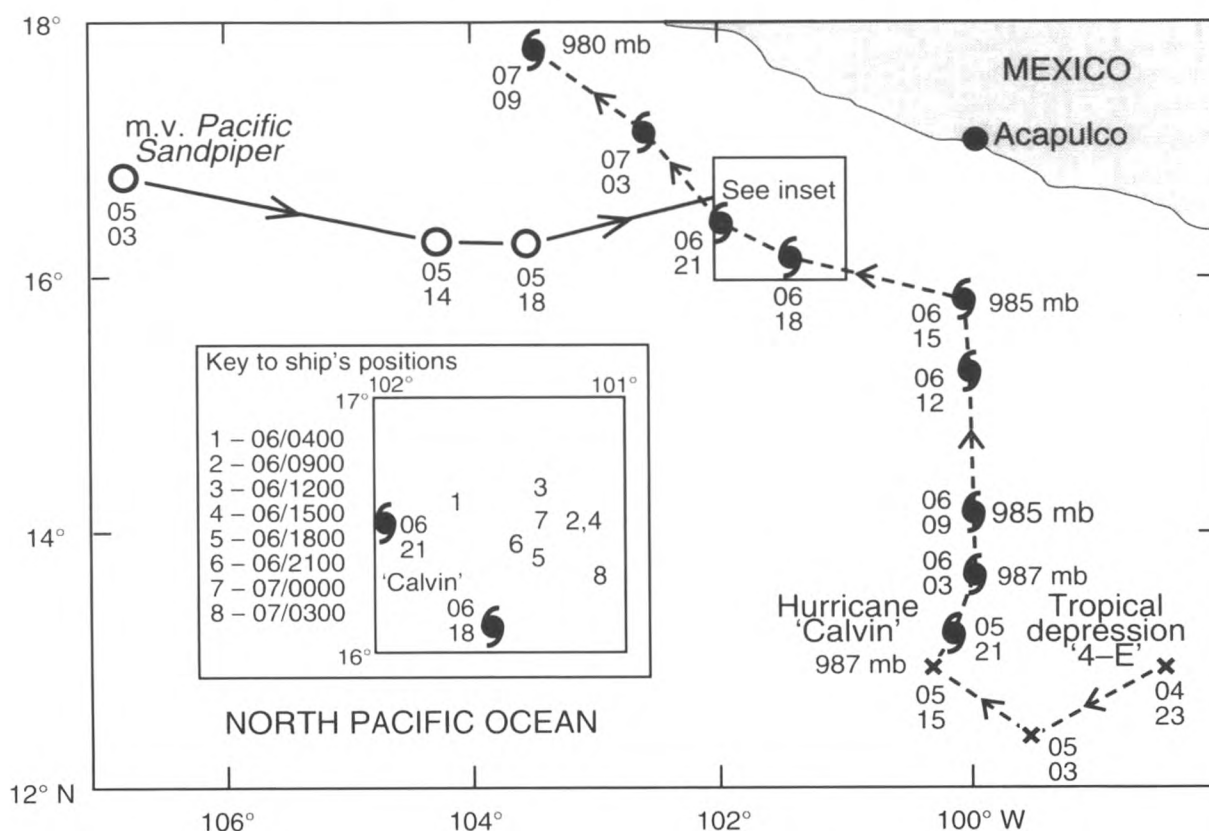 18°
980 mb
07
09
MEXICO
m.v. Pacific
Sandpiper
Acapulco
07
03
See inset
05
03
06
21
16°
05
14
05
18
06
18
06
15
985 mb
06
12
Key to ship's positions
102°
101°
17°
1 – 06/0400
2 – 06/0900
3 – 06/1200
4 – 06/1500
5 – 06/1800
6 – 06/2100
7 – 07/0000
8 – 07/0300
1
3
7
2,4
6
5
8
06
21
'Calvin'
06
18
16°
14°
06
09
985 mb
06
03
987 mb
Hurricane
'Calvin'
987 mb
Tropical
depression
'4–E'
05
21
05
15
04
23
05
03
NORTH PACIFIC OCEAN
12° N
106°
104°
102°
100° W